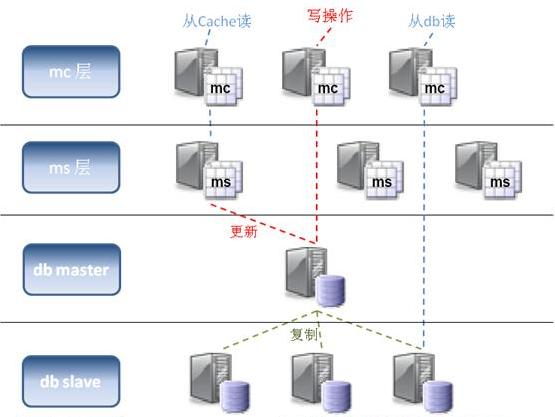 从Cache读
写操作
从db读
mc 层
mc
mc
mc
ms 层
ms
ms
ms
更新
db master
复制
db slave